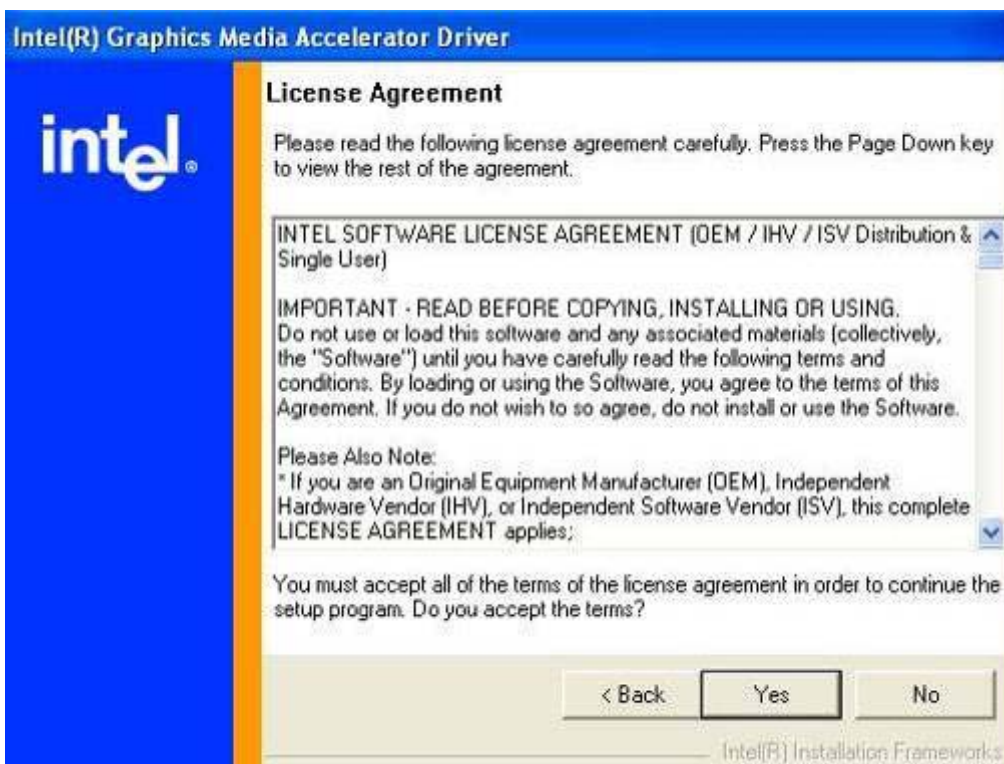 Intel(R) Graphics Media Accelerator Driver
intel®
License Agreement
Please read the following license agreement carefully. Press the Page Down key
to view the rest of the agreement.
INTEL SOFTWARE LICENSE AGREEMENT (OEM / IHV / ISV Distribution &
Single User)
IMPORTANT - READ BEFORE COPYING, INSTALLING OR USING.
Do not use or load this software and any associated materials (collectively,
the "Software") until you have carefully read the following terms and
conditions. By loading or using the Software, you agree to the terms of this
Agreement. If you do not wish to so agree, do not install or use the Software.
Please Also Note:
* If you are an Original Equipment Manufacturer (OEM), Independent
Hardware Vendor (IHV), or Independent Software Vendor (ISV), this complete
LICENSE AGREEMENT applies;
You must accept all of the terms of the license agreement in order to continue the
setup program. Do you accept the terms?
< Back Yes No
Intel(R) Installation Frameworks